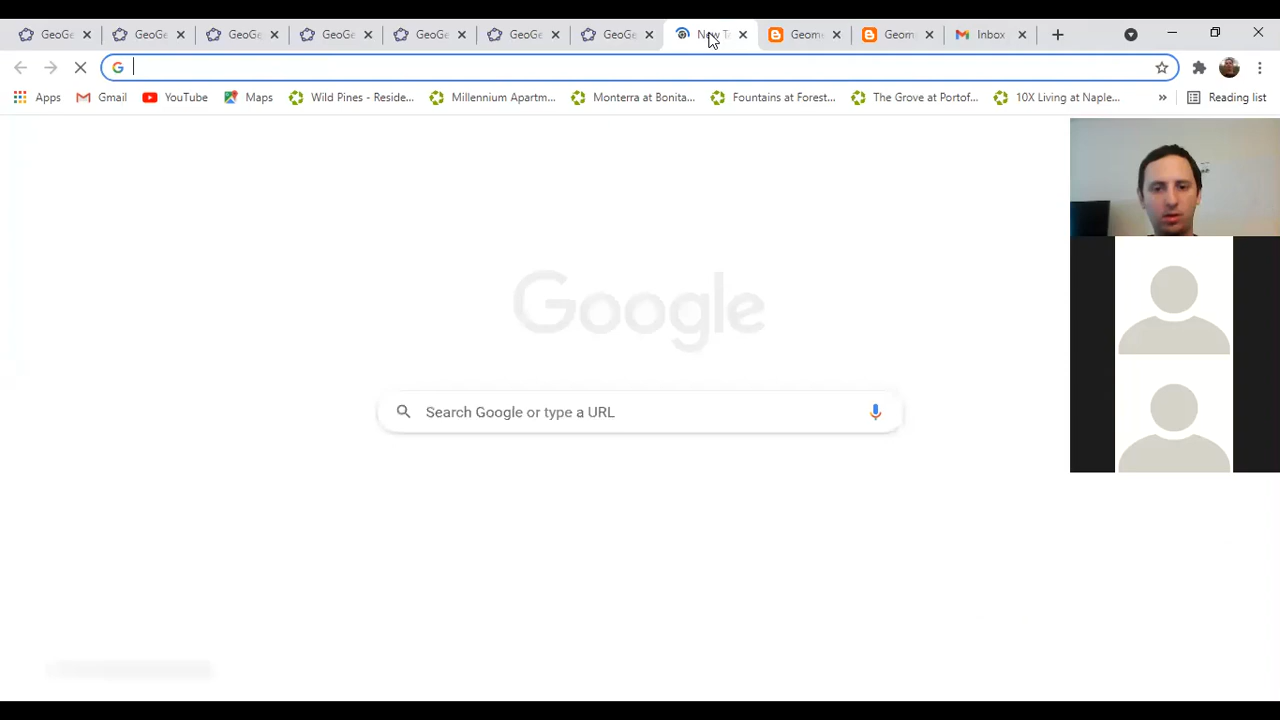 GeoGe GeoGe GeoGe GeoGe GeoGe GeoGe GeoGe New Ta Geome Geom Inbox
Apps Gmail YouTube Maps Wild Pines - Reside... Millennium Apartm... Monterra at Bonita... Fountains at Forest... The Grove at Portof... 10X Living at Naple... » Reading list
Google
Search Google or type a URL